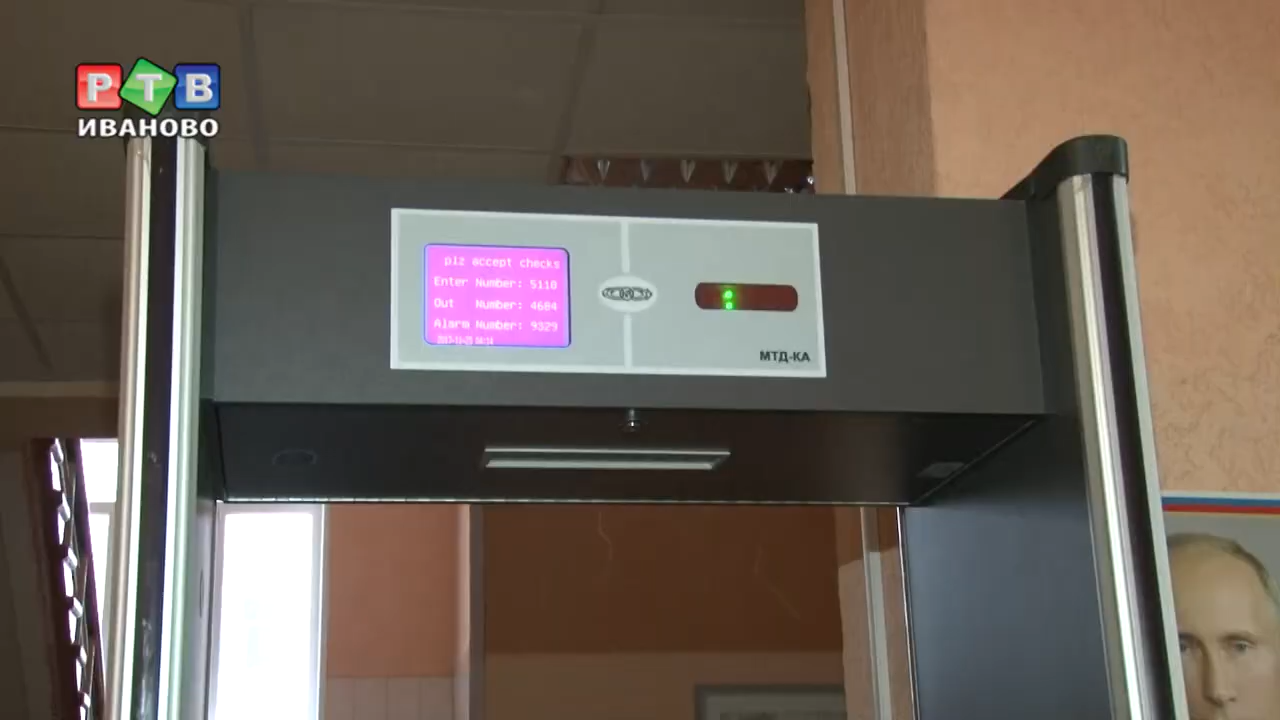 РТВ
ИВАНОВО
plz accept checks
Enter Number: 5110
Out Number: 4684
Alarm Number: 9329
МТД-КА